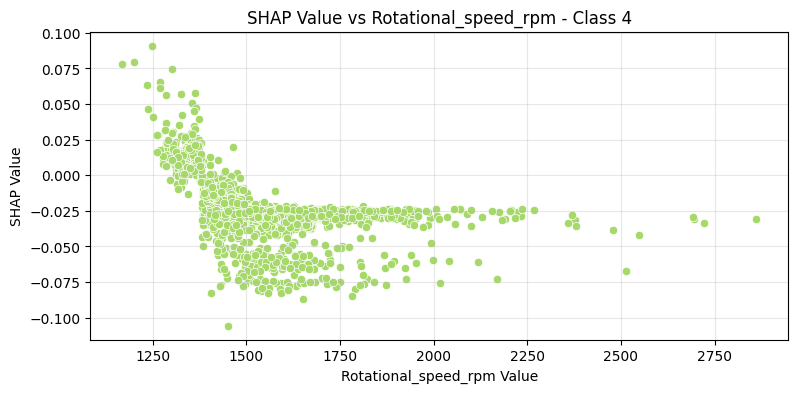 SHAP Value vs Rotational_speed_rpm - Class 4
0.100
0.075
0.050
0.025
0.000
−0.025
−0.050
−0.075
−0.100
SHAP Value
1250 1500 1750 2000 2250 2500 2750
Rotational_speed_rpm Value